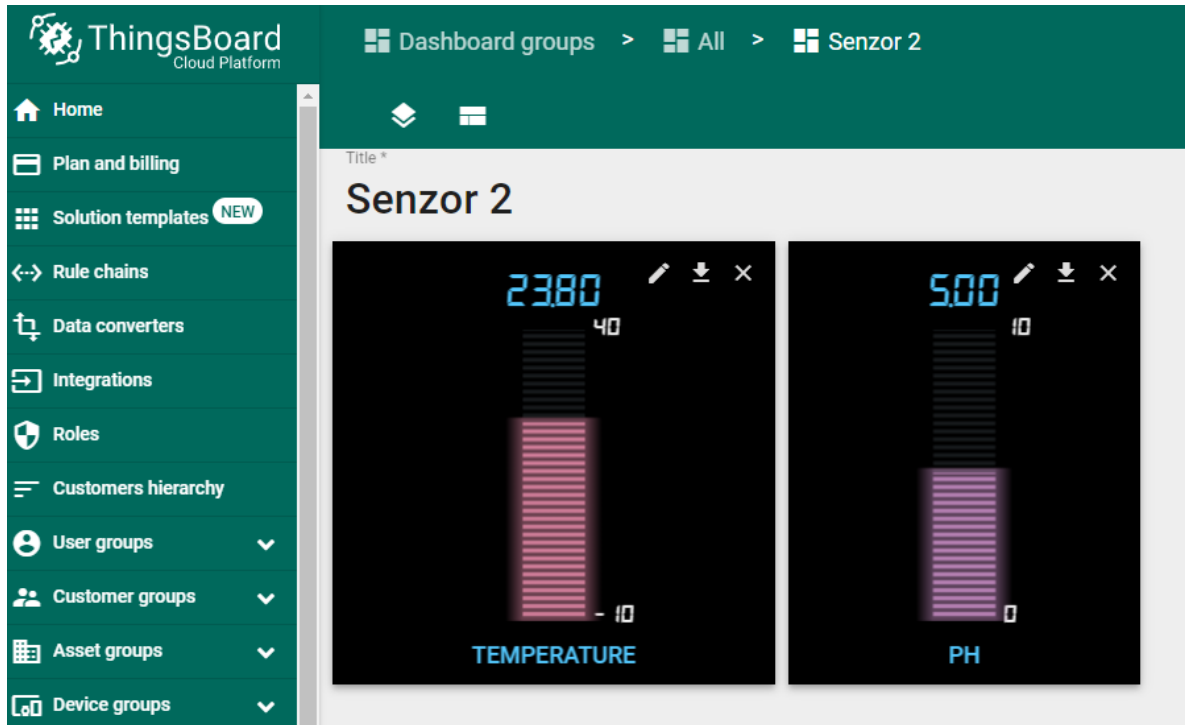 ThingsBoard
Cloud Platform
Dashboard groups > All > Senzor 2
Home
Plan and billing
Solution templates NEW
Rule chains
Data converters
Integrations
Roles
Customers hierarchy
User groups
Customer groups
Asset groups
Device groups
Title *
Senzor 2
23.80
40
-10
TEMPERATURE
5.00
10
0
PH